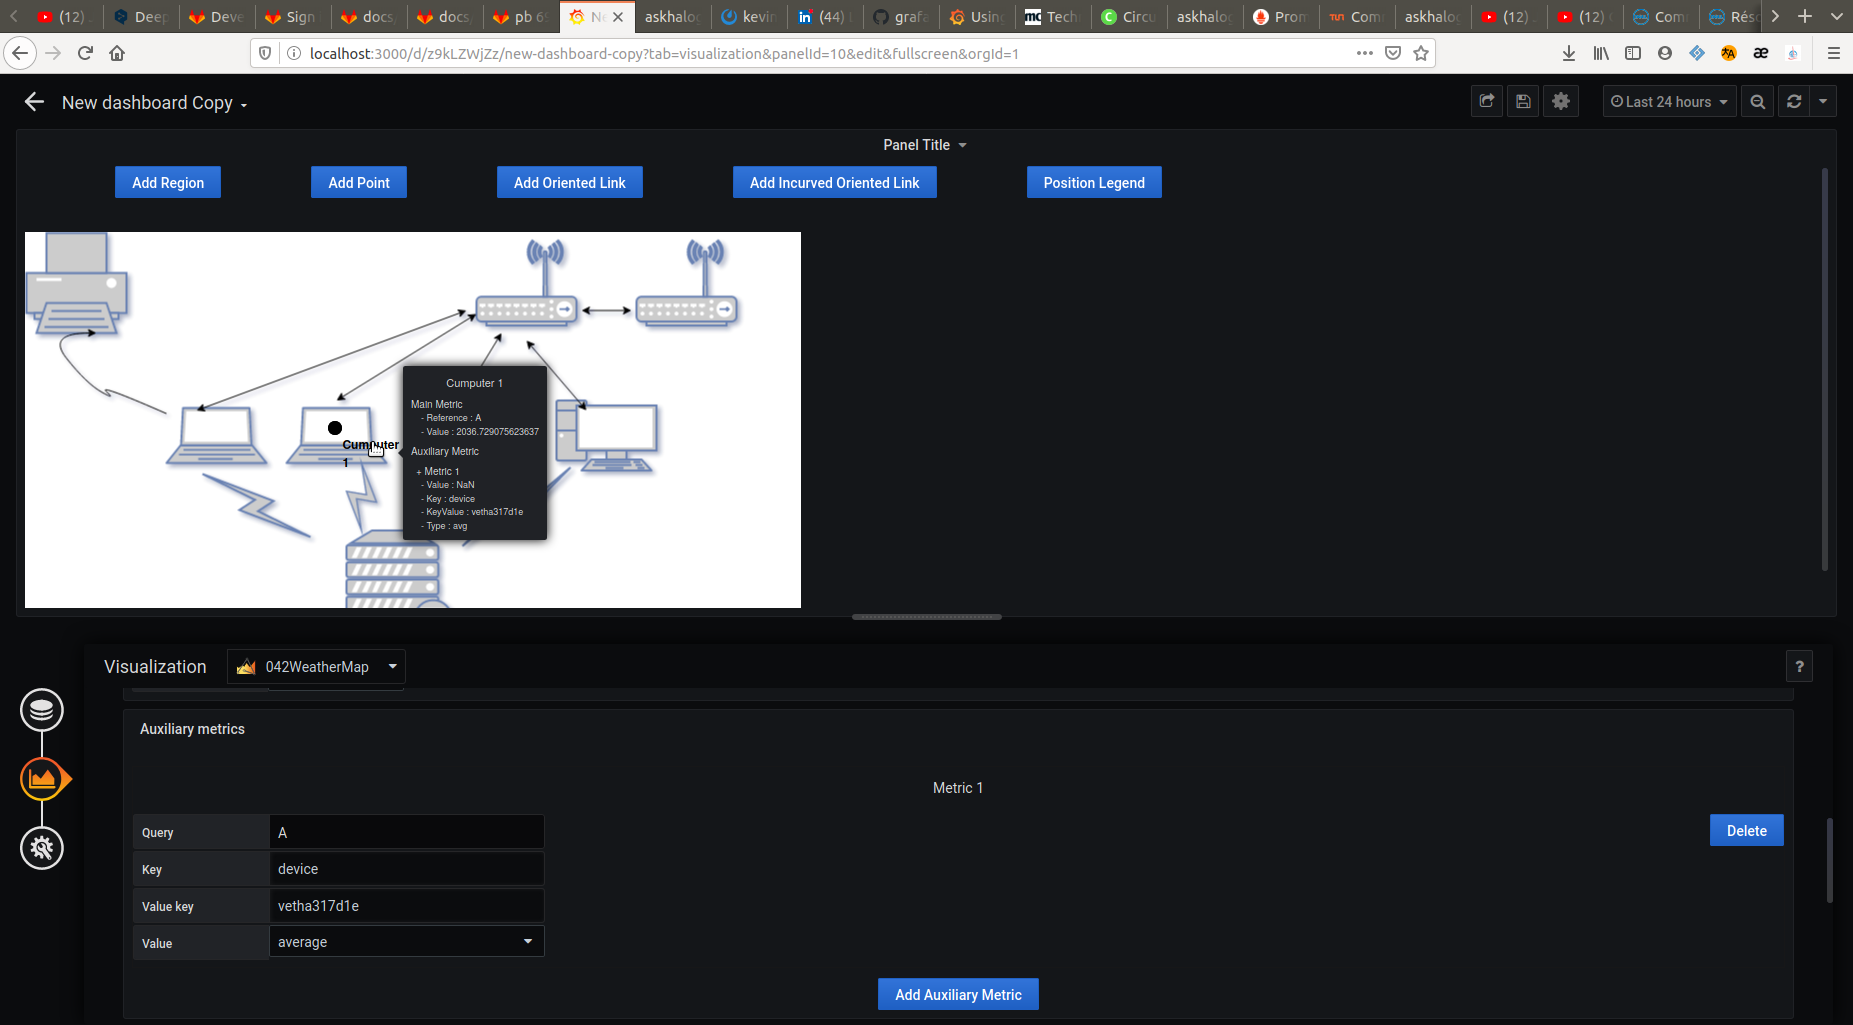 (12)
Deep
Deve
Sign
docs,
docs,
pb 6
N
askhalo
kevin
(44)
grafa
Using
mc Techn
C Circu
askhalo
Prom
Com
askhalo
(12)
(12)
Com
Rés
localhost:3000/d/z9kLZWjZz/new-dashboard-copy?tab=visualization&panelId=10&edit&fullscreen&orgId=1
New dashboard Copy
Last 24 hours
Panel Title
Add Region
Add Point
Add Oriented Link
Add Incurved Oriented Link
Position Legend
Cumputer
1
Cumputer 1
Main Metric
- Reference : A
- Value : 2036.729075623637
Auxiliary Metric
+ Metric 1
- Value : NaN
- Key : device
- KeyValue : vetha317d1e
- Type : avg
Visualization
042WeatherMap
?
Auxiliary metrics
Metric 1
Query A
Delete
Key device
Value key vetha317d1e
Value average
Add Auxiliary Metric